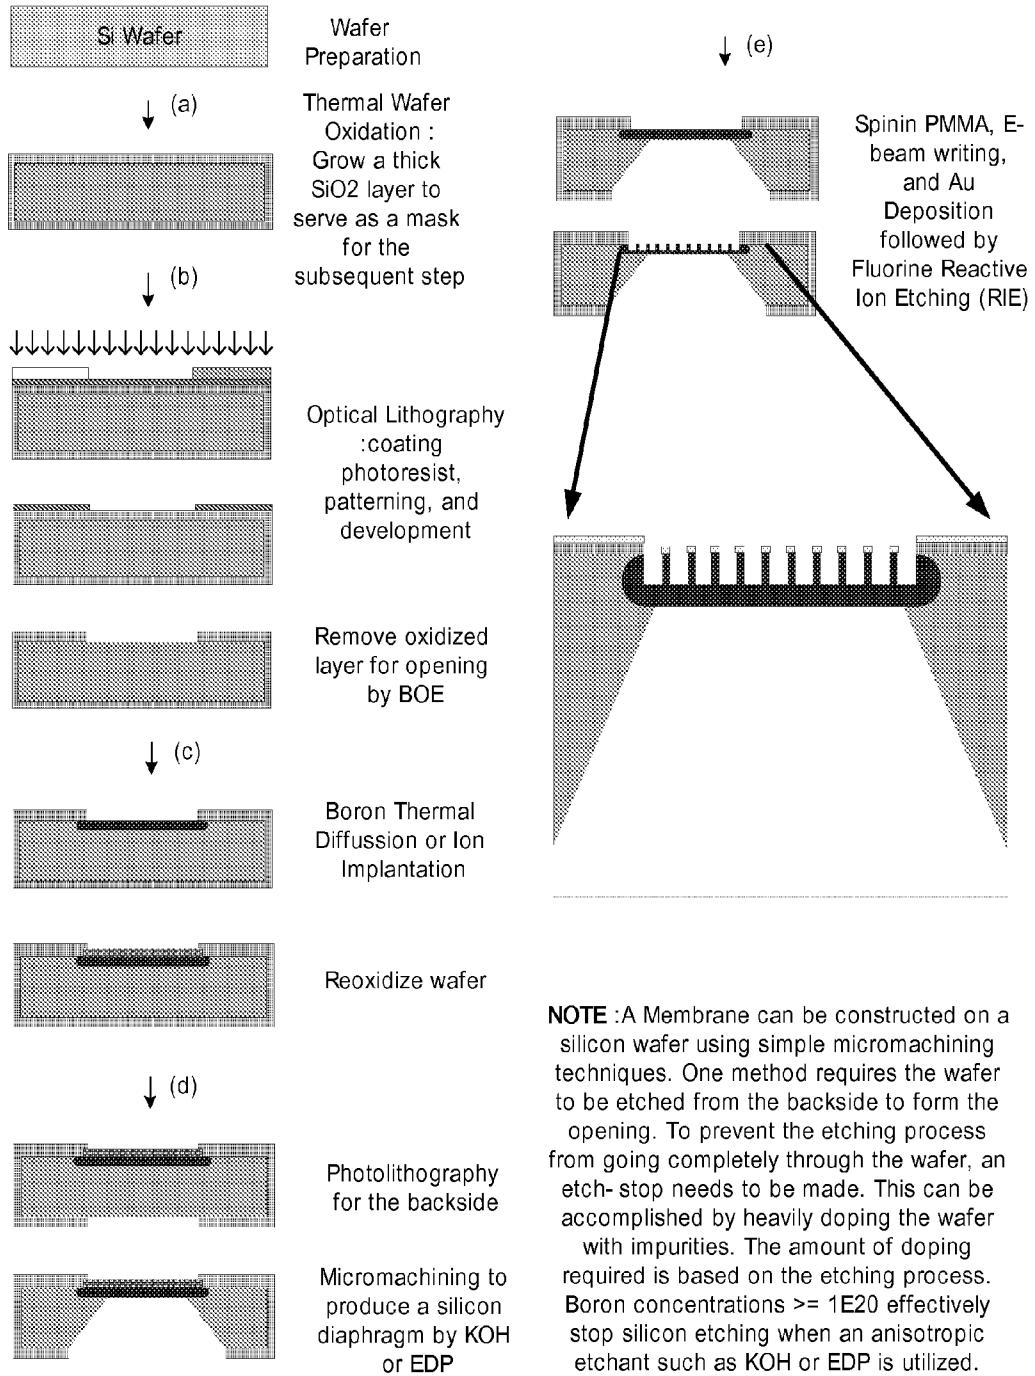 Si Wafer
Wafer
Preparation
(a)
Thermal Wafer
Oxidation :
Grow a thick
SiO2 layer to
serve as a mask
for the
subsequent step
(b)
Optical Lithography
:coating
photoresist,
patterning, and
development
Remove oxidized
layer for opening
by BOE
(c)
Boron Thermal
Diffussion or Ion
Implantation
Reoxidize wafer
(d)
Photolithography
for the backside
Micromachining to
produce a silicon
diaphragm by KOH
or EDP
(e)
Spinin PMMA, E-
beam writing,
and Au
Deposition
followed by
Fluorine Reactive
Ion Etching (RIE)
NOTE :A Membrane can be constructed on a
silicon wafer using simple micromachining
techniques. One method requires the wafer
to be etched from the backside to form the
opening. To prevent the etching process
from going completely through the wafer, an
etch- stop needs to be made. This can be
accomplished by heavily doping the wafer
with impurities. The amount of doping
required is based on the etching process.
Boron concentrations >= 1E20 effectively
stop silicon etching when an anisotropic
etchant such as KOH or EDP is utilized.